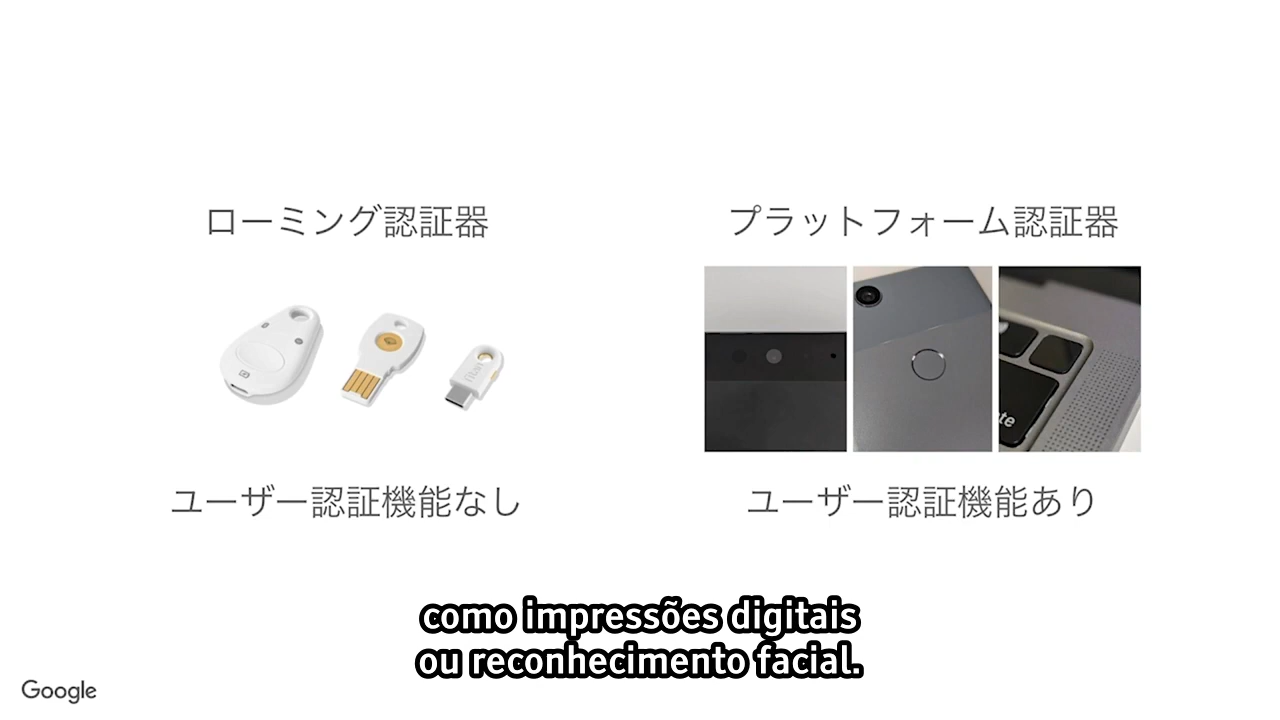 ローミング認証器
プラットフォーム認証器
ユーザー認証機能なし
ユーザー認証機能あり
como impressões digitais
ou reconhecimento facial.
Google